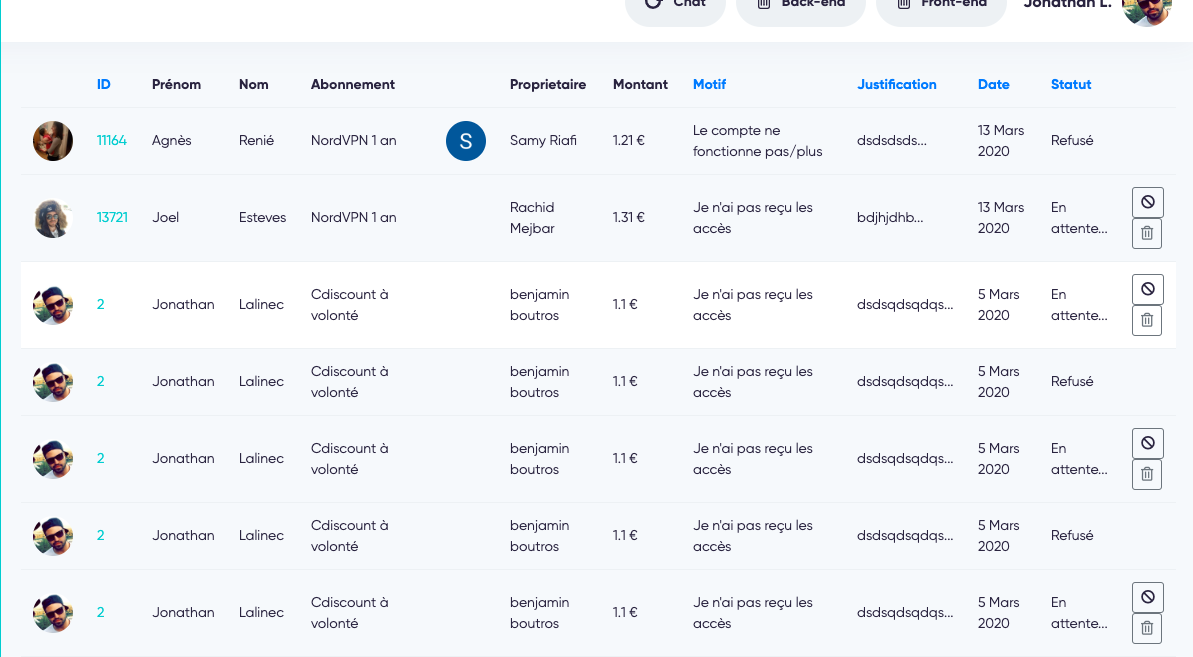 Chat Back-end Front-end Jonathan L.
ID Prénom Nom Abonnement Proprietaire Montant Motif Justification Date Statut
11164 Agnès Renié NordVPN 1 an S Samy Riafi 1.21 € Le compte ne fonctionne pas/plus dsdsdsds... 13 Mars 2020 Refusé
13721 Joel Esteves NordVPN 1 an Rachid Mejbar 1.31 € Je n'ai pas reçu les accès bdjhjdhb... 13 Mars 2020 En attente...
2 Jonathan Lalinec Cdiscount à volonté benjamin boutros 1.1 € Je n'ai pas reçu les accès dsdsqdsqdqs... 5 Mars 2020 En attente...
2 Jonathan Lalinec Cdiscount à volonté benjamin boutros 1.1 € Je n'ai pas reçu les accès dsdsqdsqdqs... 5 Mars 2020 Refusé
2 Jonathan Lalinec Cdiscount à volonté benjamin boutros 1.1 € Je n'ai pas reçu les accès dsdsqdsqdqs... 5 Mars 2020 En attente...
2 Jonathan Lalinec Cdiscount à volonté benjamin boutros 1.1 € Je n'ai pas reçu les accès dsdsqdsqdqs... 5 Mars 2020 Refusé
2 Jonathan Lalinec Cdiscount à volonté benjamin boutros 1.1 € Je n'ai pas reçu les accès dsdsqdsqdqs... 5 Mars 2020 En attente...